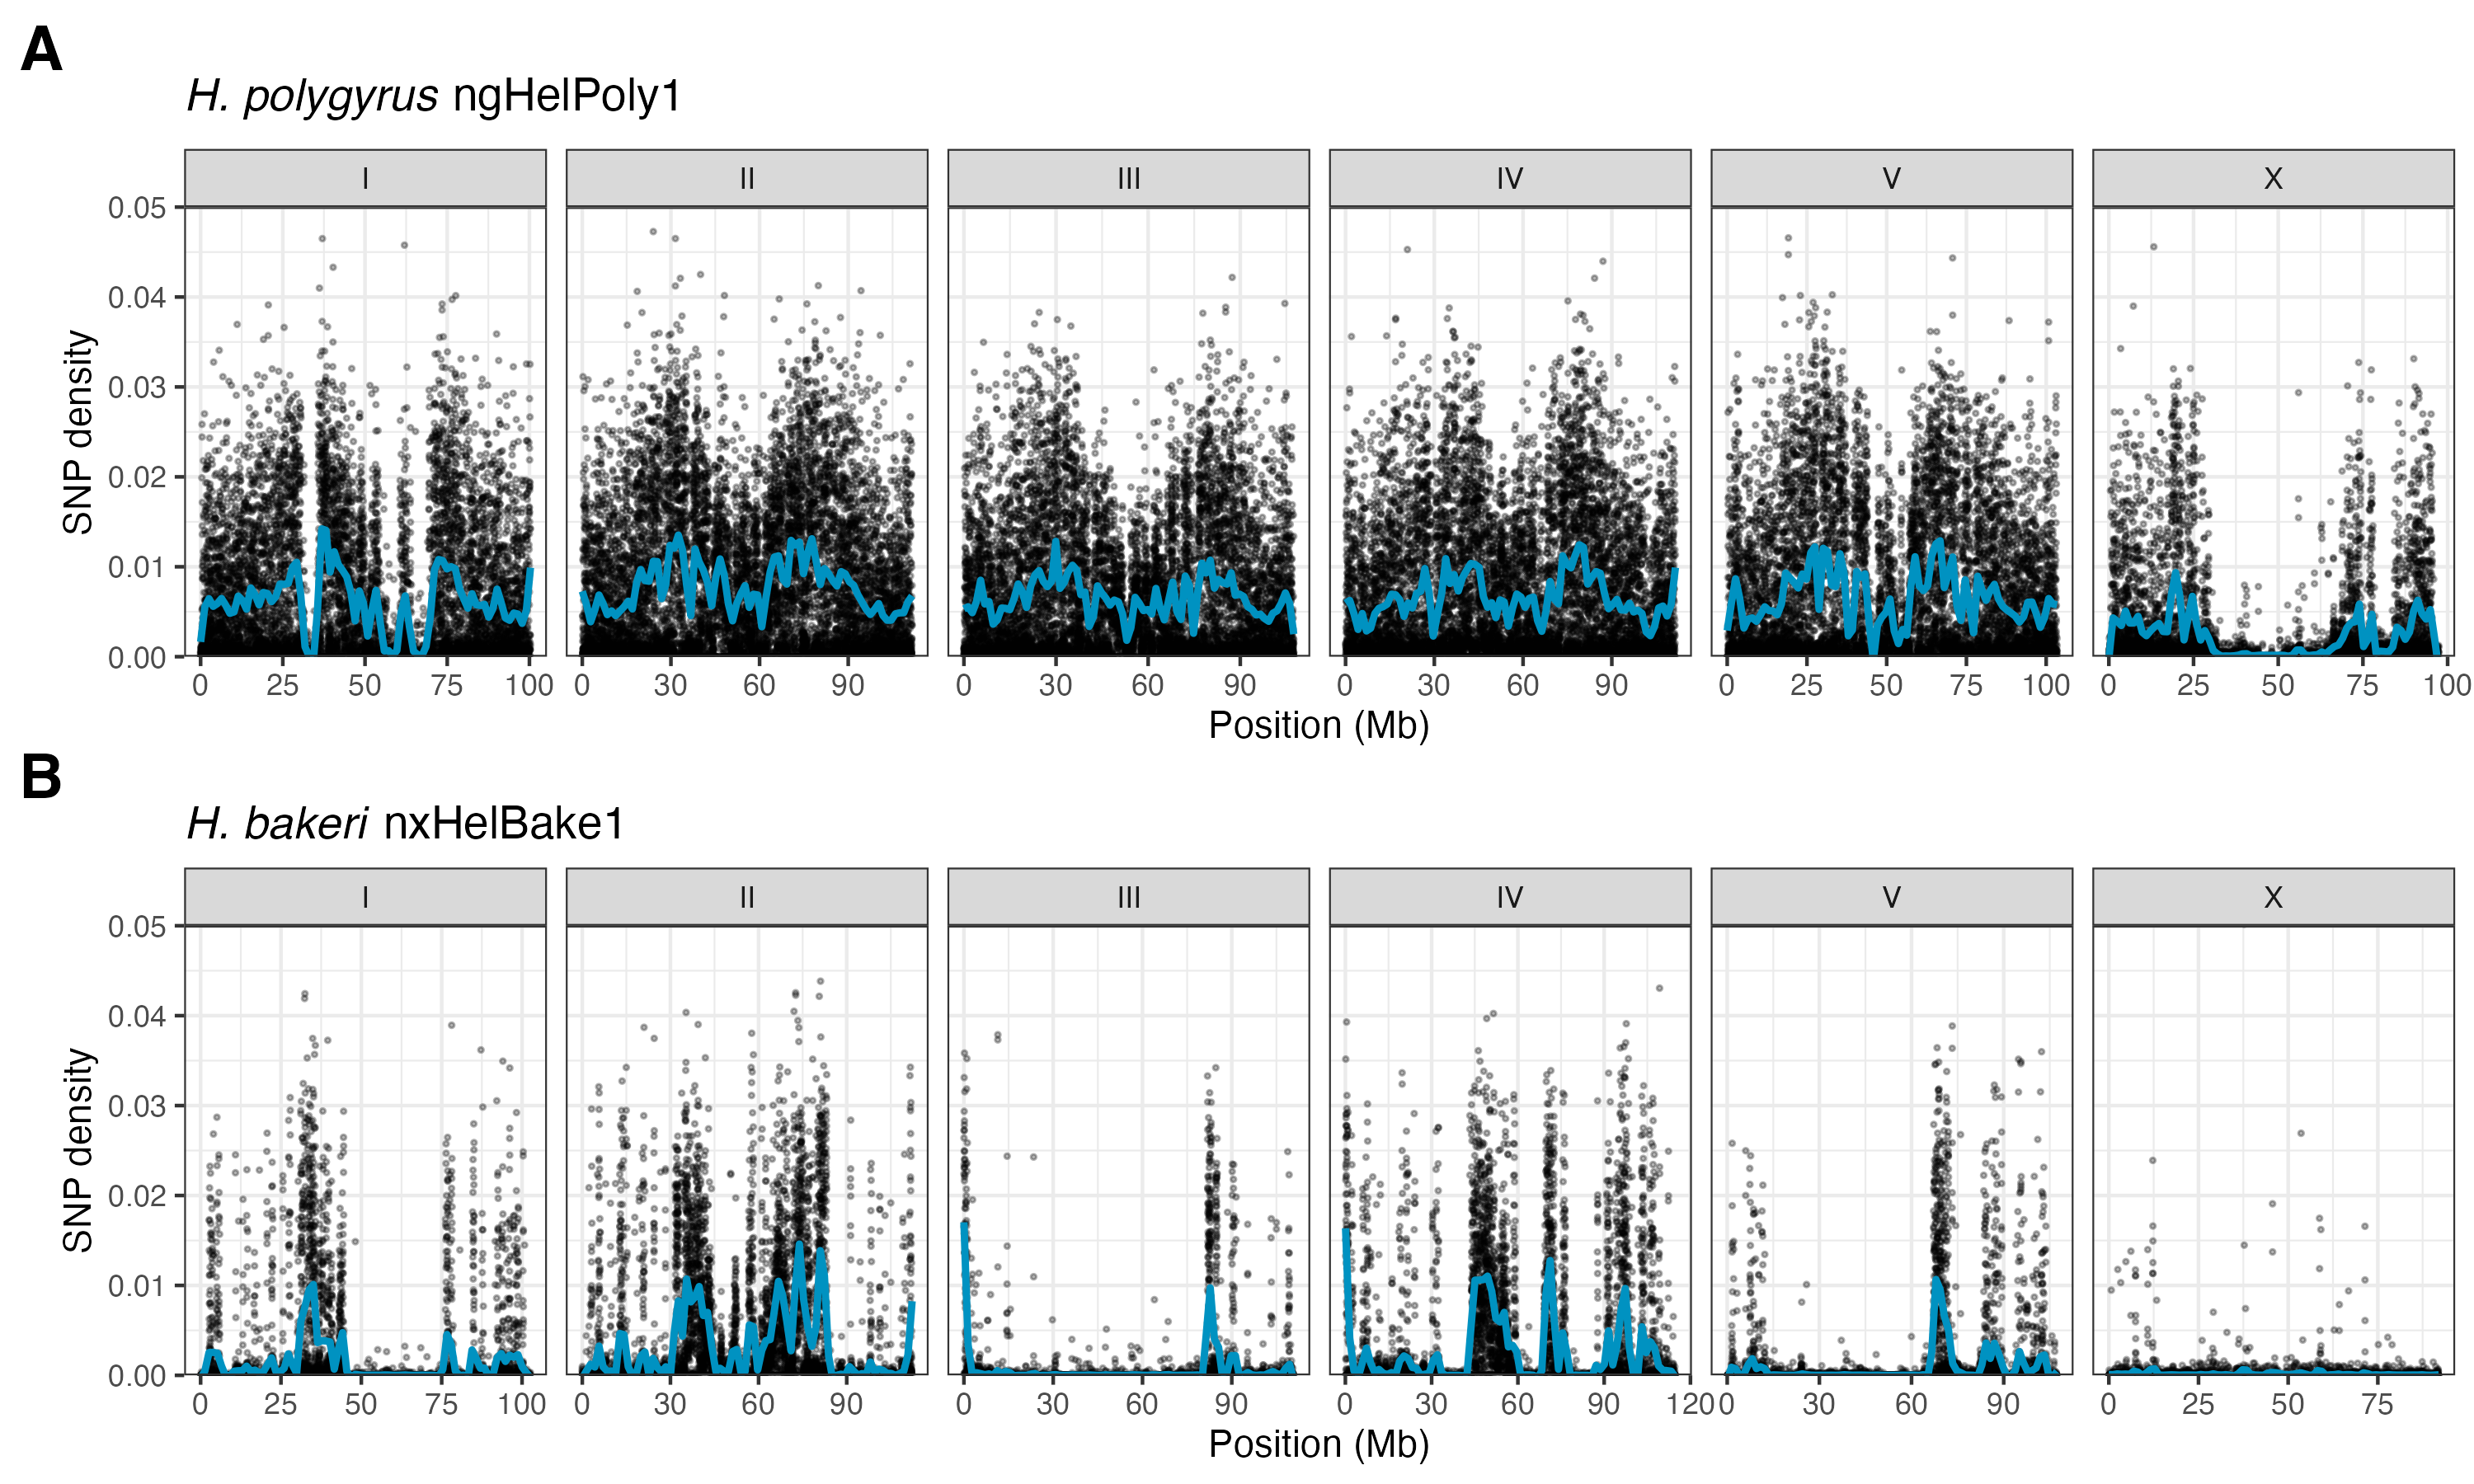 A
H. polygyrus ngHelPoly1
I II III IV V X
SNP density
0.05
0.04
0.03
0.02
0.01
0.00
0 25 50 75 100 0 30 60 90 0 30 60 90 0 30 60 90 0 25 50 75 100 0 25 50 75 100
Position (Mb)
B
H. bakeri nxHelBake1
I II III IV V X
SNP density
0.05
0.04
0.03
0.02
0.01
0.00
0 25 50 75 100 0 30 60 90 0 30 60 90 0 30 60 90 120 0 30 60 90 0 25 50 75
Position (Mb)